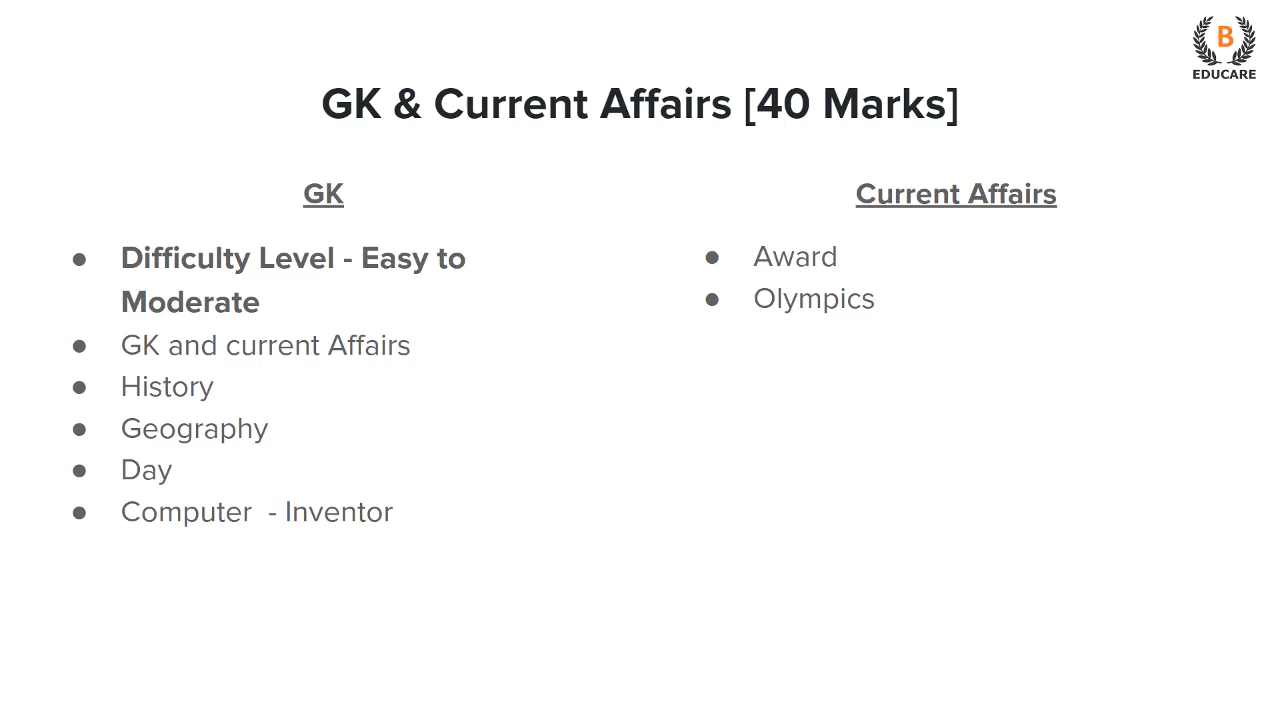 B
EDUCARE
GK & Current Affairs [40 Marks]
GK
● Difficulty Level - Easy to
Moderate
● GK and current Affairs
● History
● Geography
● Day
● Computer  - Inventor
Current Affairs
● Award
● Olympics